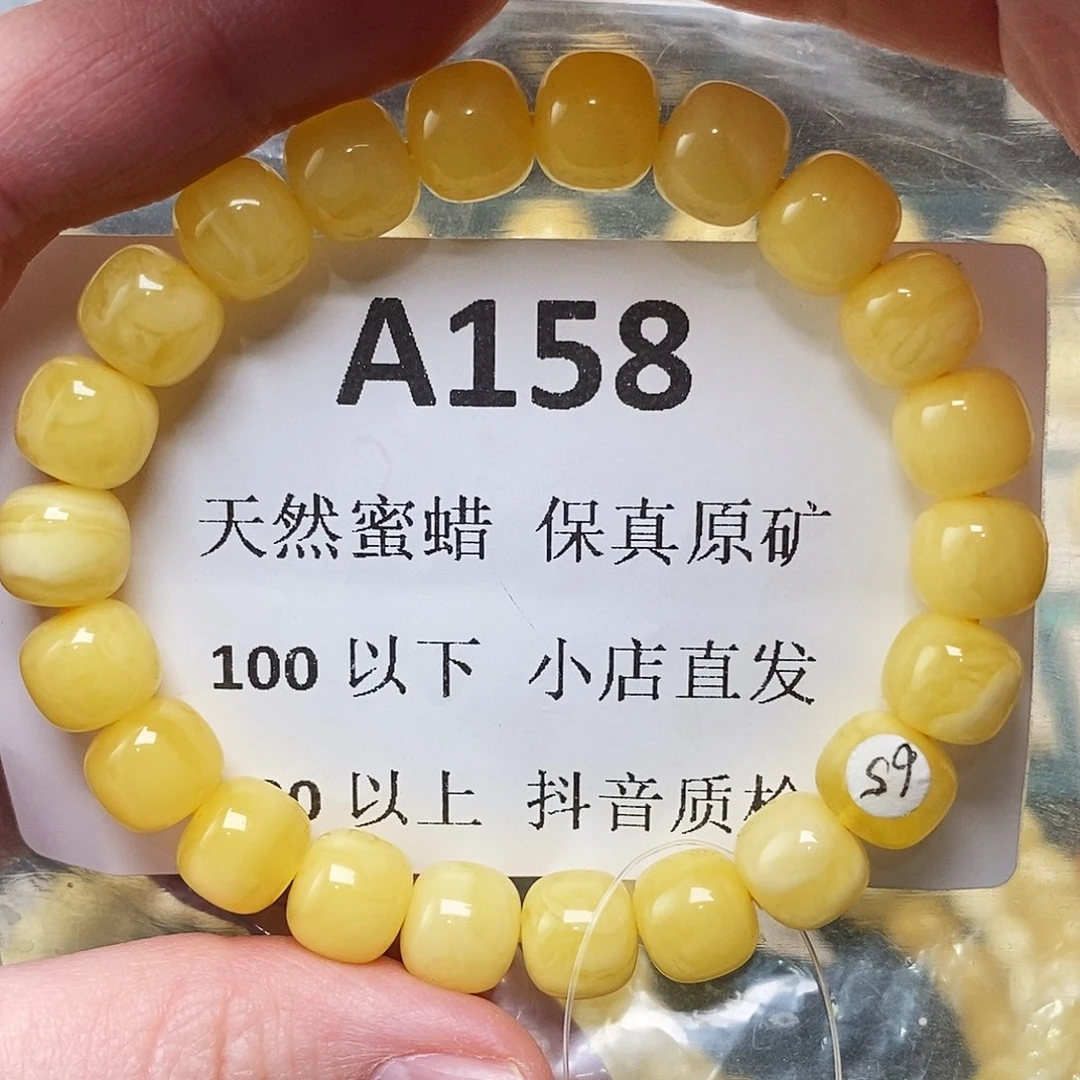 A158
天然蜜蜡 保真原矿
100 以下 小店直发
0 以上 抖音质检